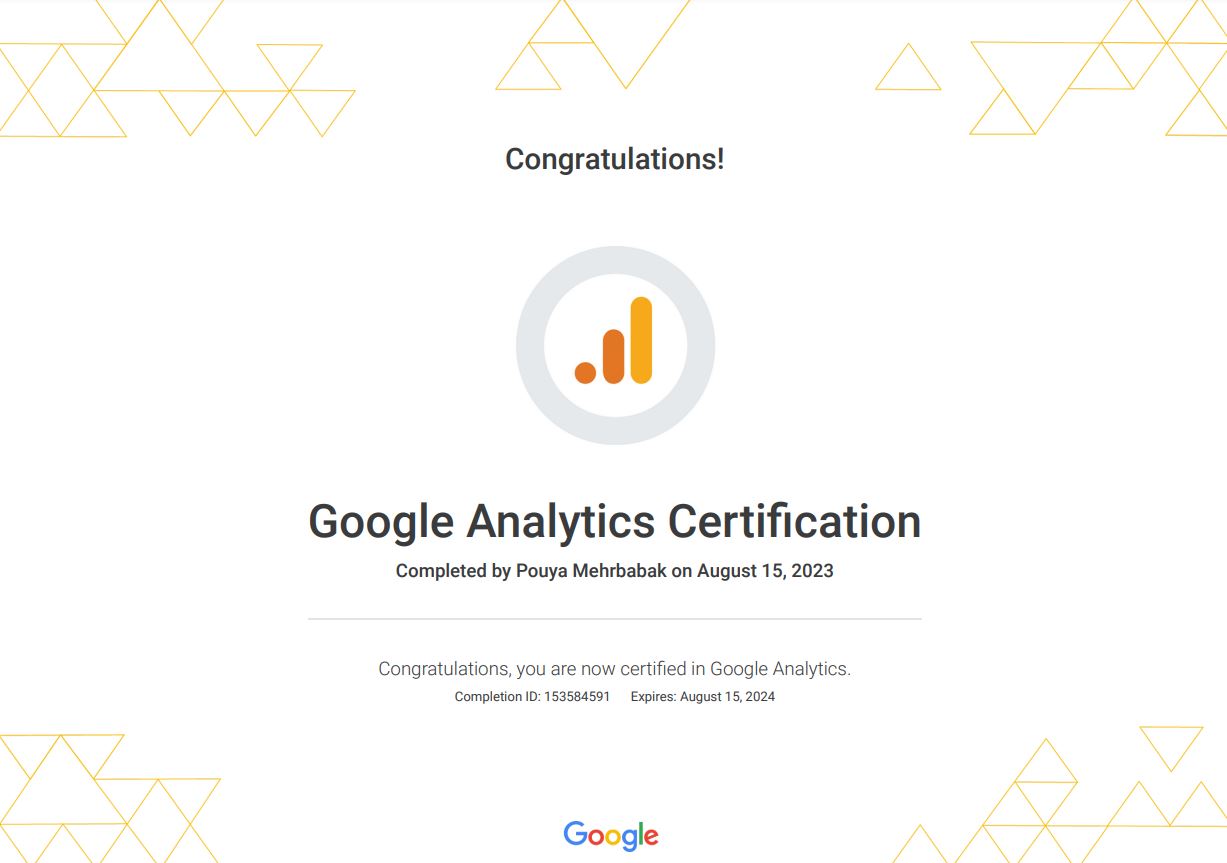 Congratulations!
Google Analytics Certification
Completed by Pouya Mehrbabak on August 15, 2023
Congratulations, you are now certified in Google Analytics.
Completion ID: 153584591 Expires: August 15, 2024
Google